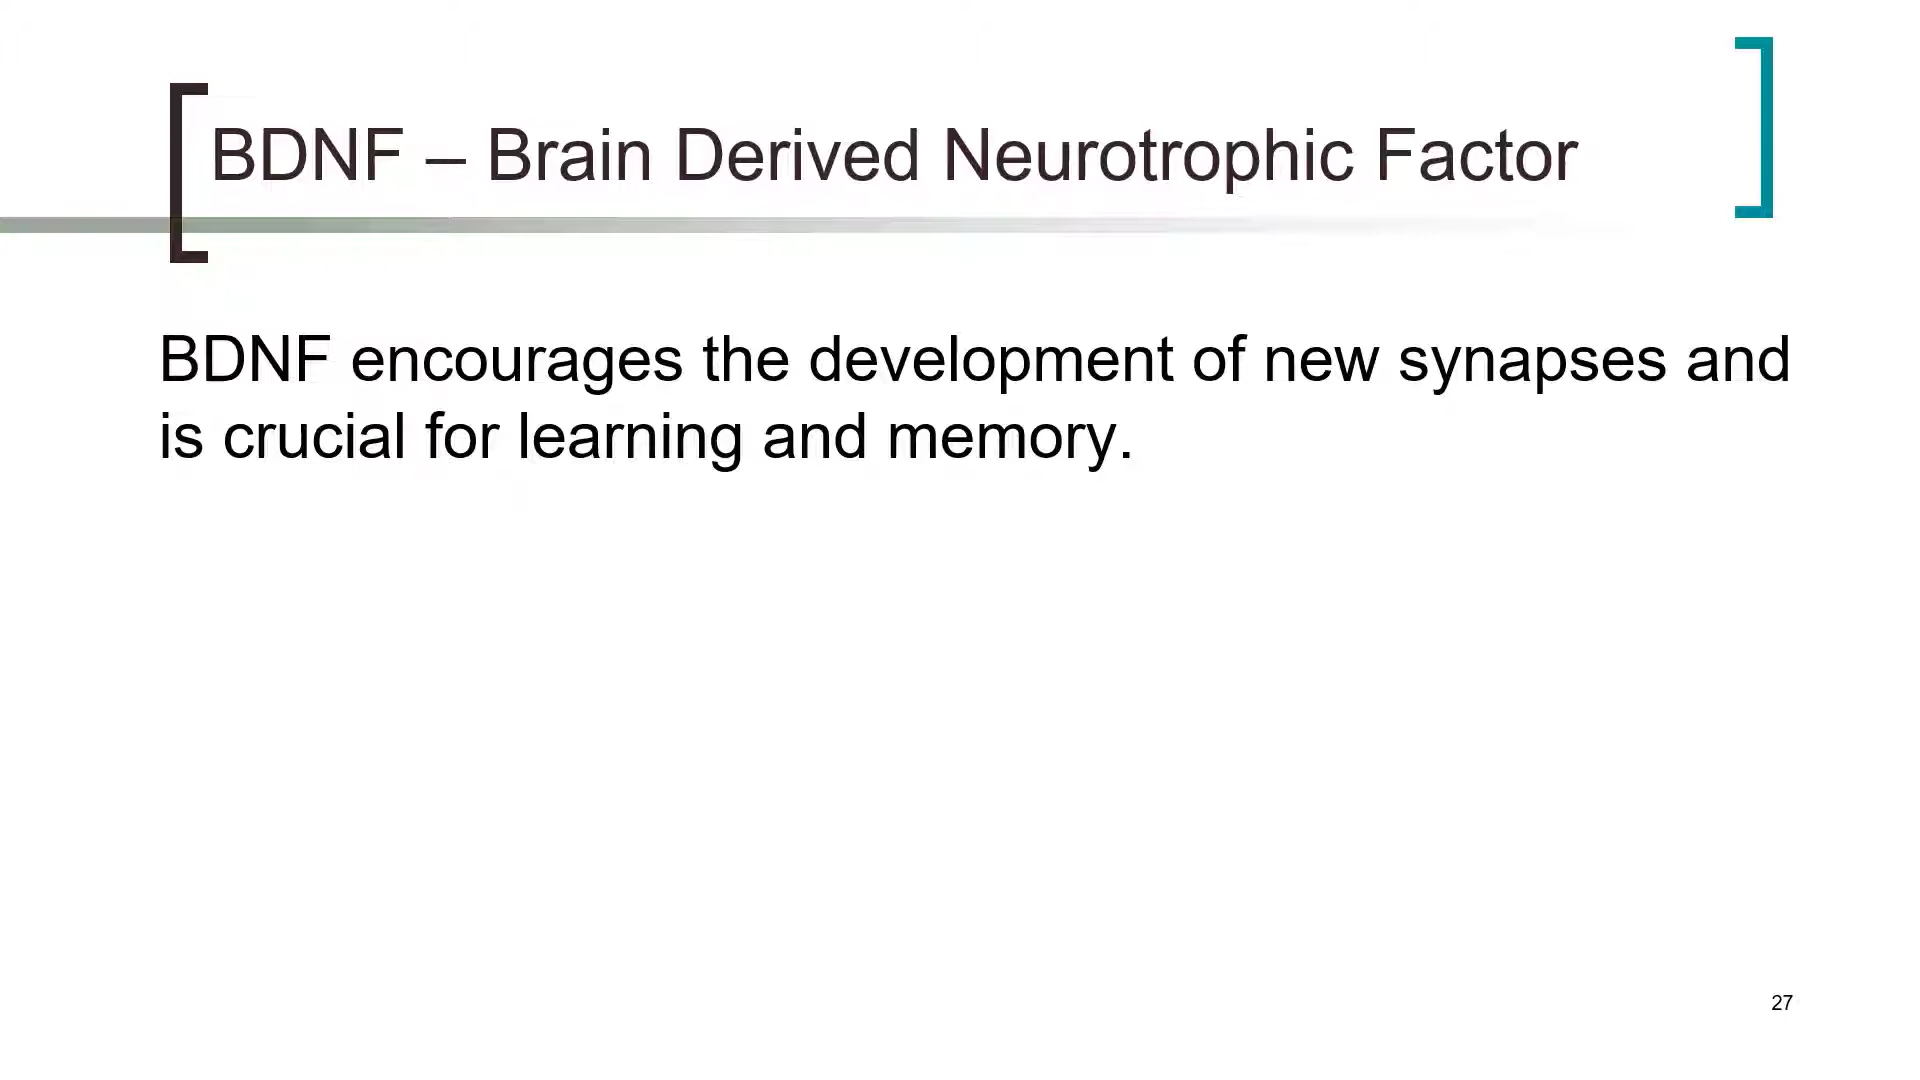 BDNF – Brain Derived Neurotrophic Factor
BDNF encourages the development of new synapses and
is crucial for learning and memory.
27